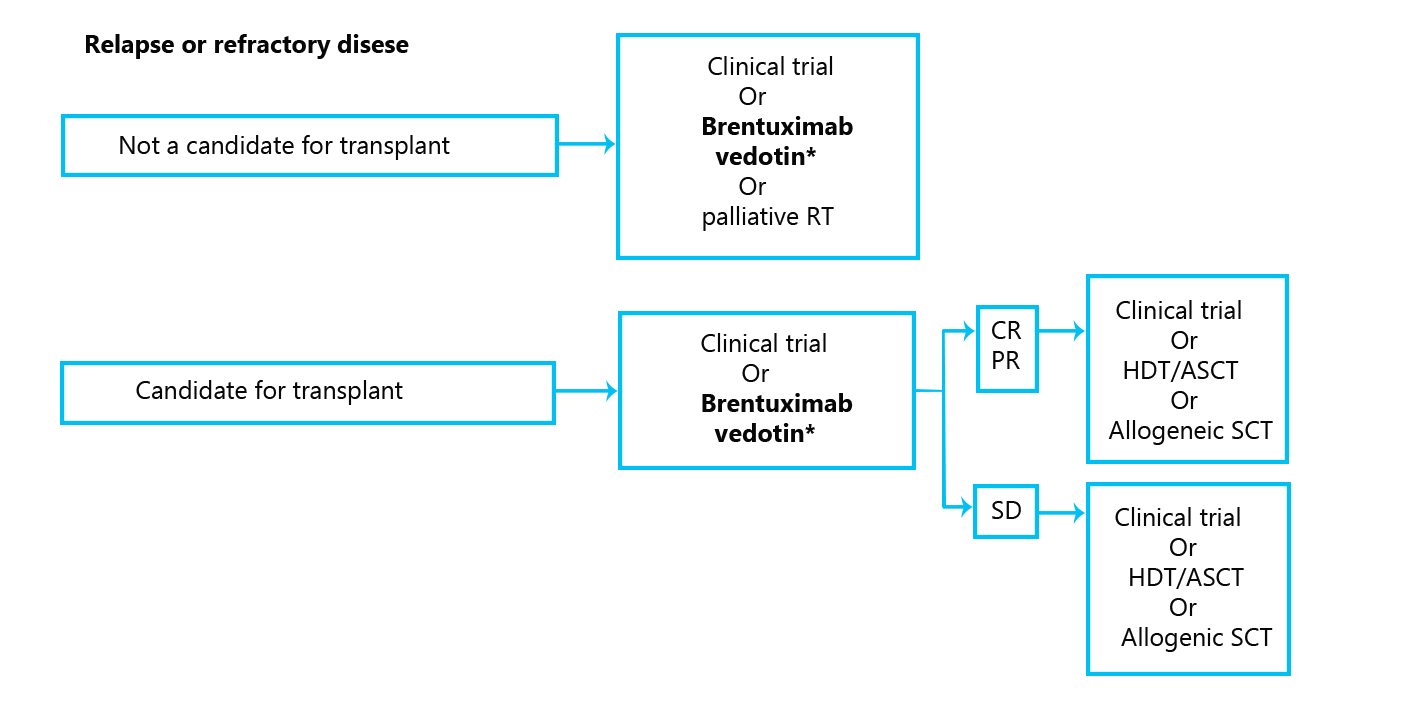 Relapse or refractory disese
Not a candidate for transplant
Clinical trial
Or
Brentuximab
vedotin*
Or
palliative RT
Candidate for transplant
Clinical trial
Or
Brentuximab
vedotin*
CR
PR
Clinical trial
Or
HDT/ASCT
Or
Allogeneic SCT
SD
Clinical trial
Or
HDT/ASCT
Or
Allogenic SCT